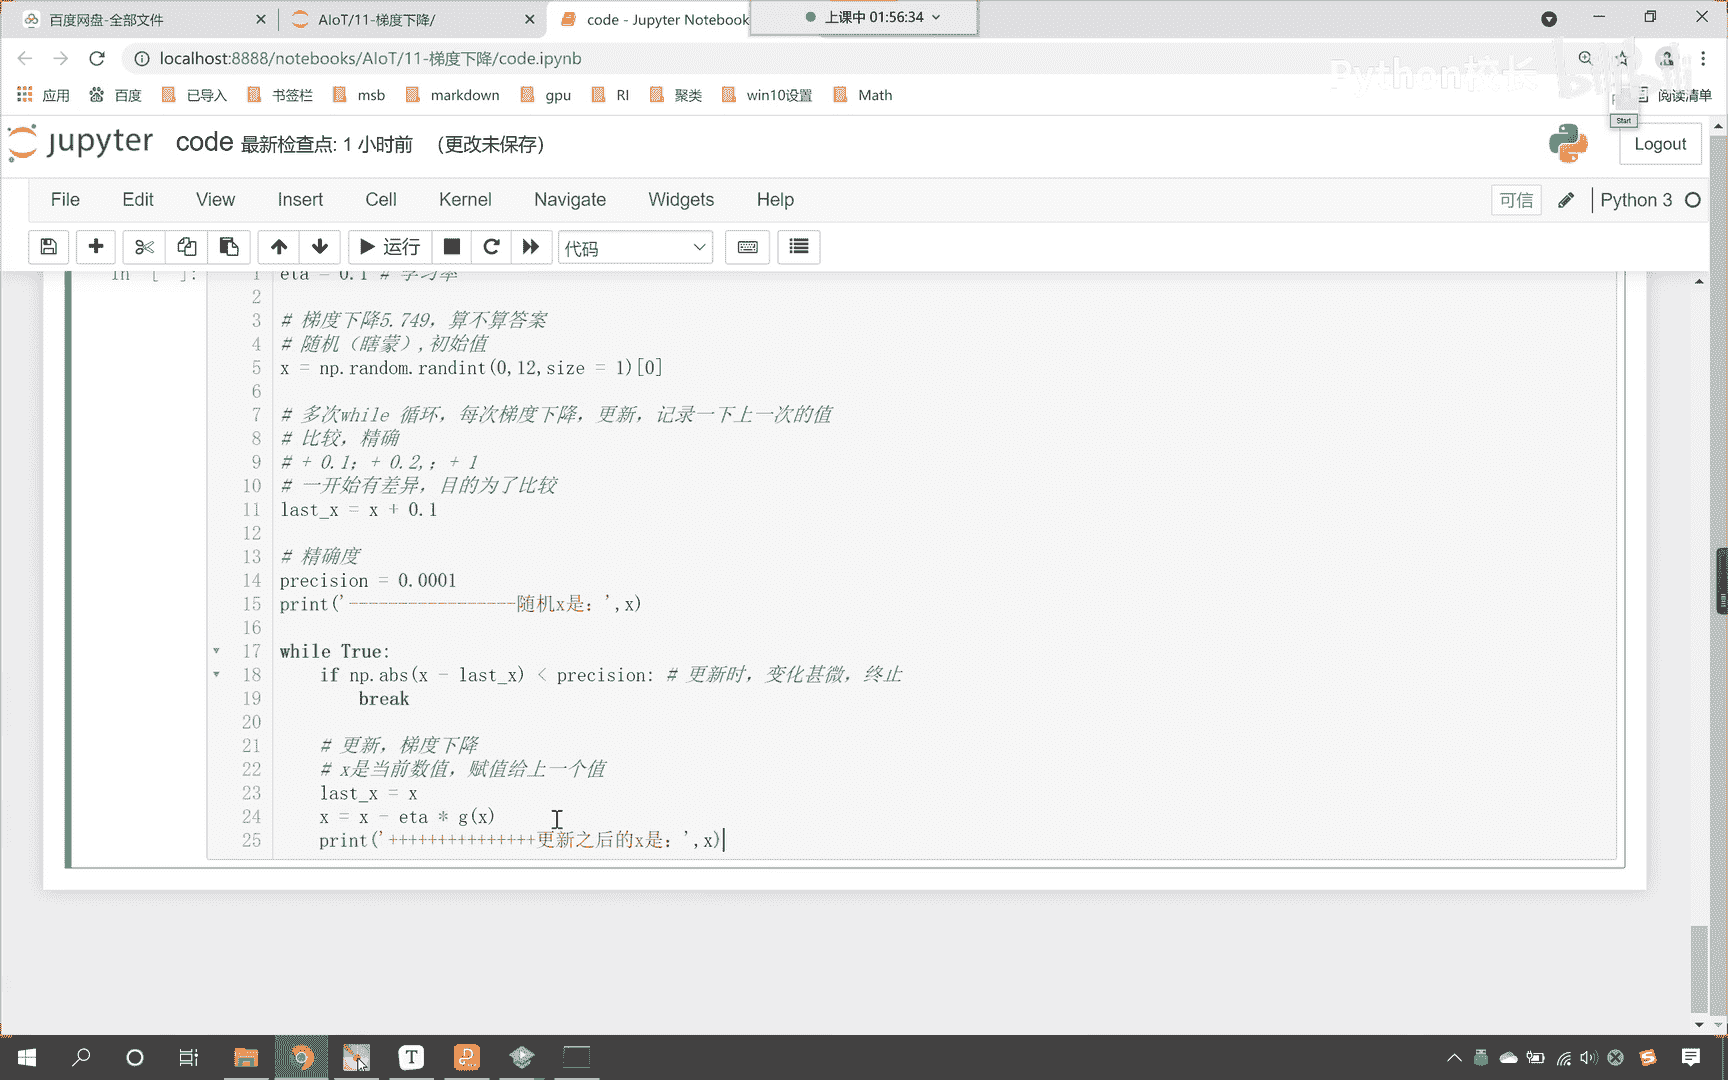 百度网盘-全部文件
AIoT/11-梯度下降/
code - Jupyter Notebook
上课中 01:56:34
localhost:8888/notebooks/AIoT/11-梯度下降/code.ipynb
Python校长
应用 百度 已导入 书签栏 msb markdown gpu RI 聚类 win10设置 Math 阅读清单
Start
jupyter code 最新检查点: 1 小时前 (更改未保存) Logout
File Edit View Insert Cell Kernel Navigate Widgets Help 可信 Python 3
运行 代码
In [ ]: 1 eta = 0.1 # 学习率
2
3 # 梯度下降5.749，算不算答案
4 # 随机（瞎蒙）,初始值
5 x = np.random.randint(0,12,size = 1)[0]
6
7 # 多次while 循环，每次梯度下降，更新，记录一下上一次的值
8 # 比较，精确
9 # + 0.1；+ 0.2,；+ 1
10 # 一开始有差异，目的为了比较
11 last_x = x + 0.1
12
13 # 精确度
14 precision = 0.0001
15 print('-----------------随机x是：',x)
16
17 while True:
18 if np.abs(x - last_x) < precision: # 更新时，变化甚微，终止
19 break
20
21 # 更新，梯度下降
22 # x是当前数值，赋值给上一个值
23 last_x = x
24 x = x - eta * g(x)
25 print('+++++++++++++++更新之后的x是：',x)